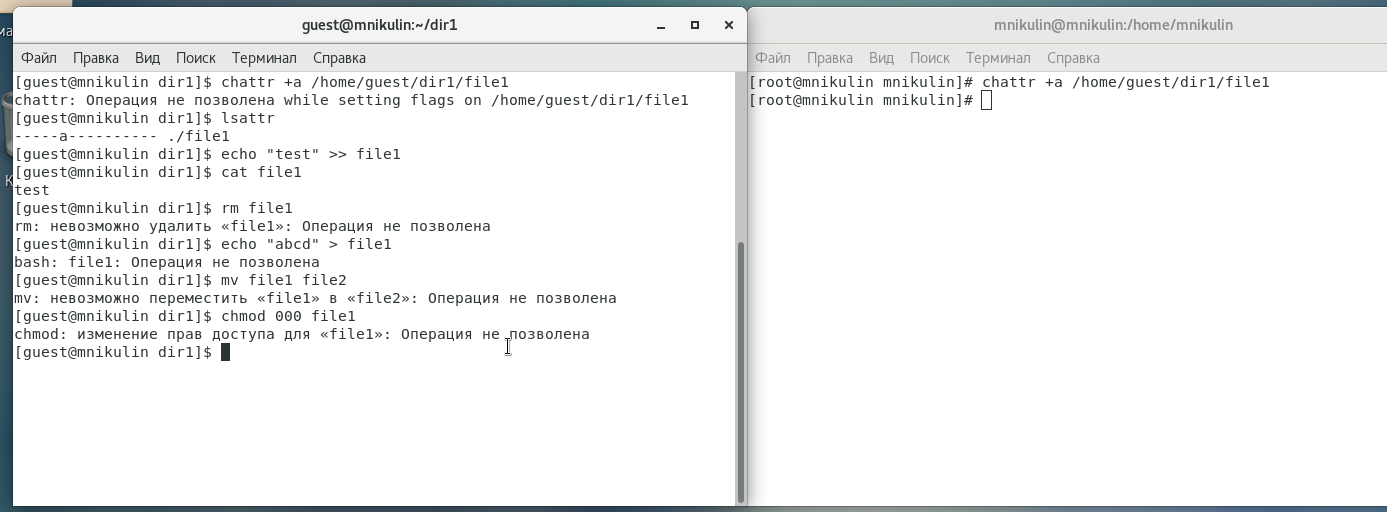 ма
К
guest@mnikulin:~/dir1
Файл Правка Вид Поиск Терминал Справка
[guest@mnikulin dir1]$ chattr +a /home/guest/dir1/file1
chattr: Операция не позволена while setting flags on /home/guest/dir1/file1
[guest@mnikulin dir1]$ lsattr
-----a---------- ./file1
[guest@mnikulin dir1]$ echo "test" >> file1
[guest@mnikulin dir1]$ cat file1
test
[guest@mnikulin dir1]$ rm file1
rm: невозможно удалить «file1»: Операция не позволена
[guest@mnikulin dir1]$ echo "abcd" > file1
bash: file1: Операция не позволена
[guest@mnikulin dir1]$ mv file1 file2
mv: невозможно переместить «file1» в «file2»: Операция не позволена
[guest@mnikulin dir1]$ chmod 000 file1
chmod: изменение прав доступа для «file1»: Операция не позволена
[guest@mnikulin dir1]$
mnikulin@mnikulin:/home/mnikulin
Файл Правка Вид Поиск Терминал Справка
[root@mnikulin mnikulin]# chattr +a /home/guest/dir1/file1
[root@mnikulin mnikulin]#